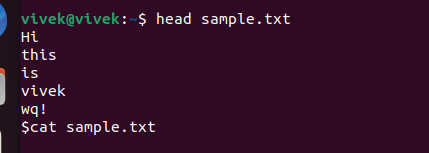 vivek@vivek:~$ head sample.txt
Hi
this
is
vivek
wq!
$cat sample.txt